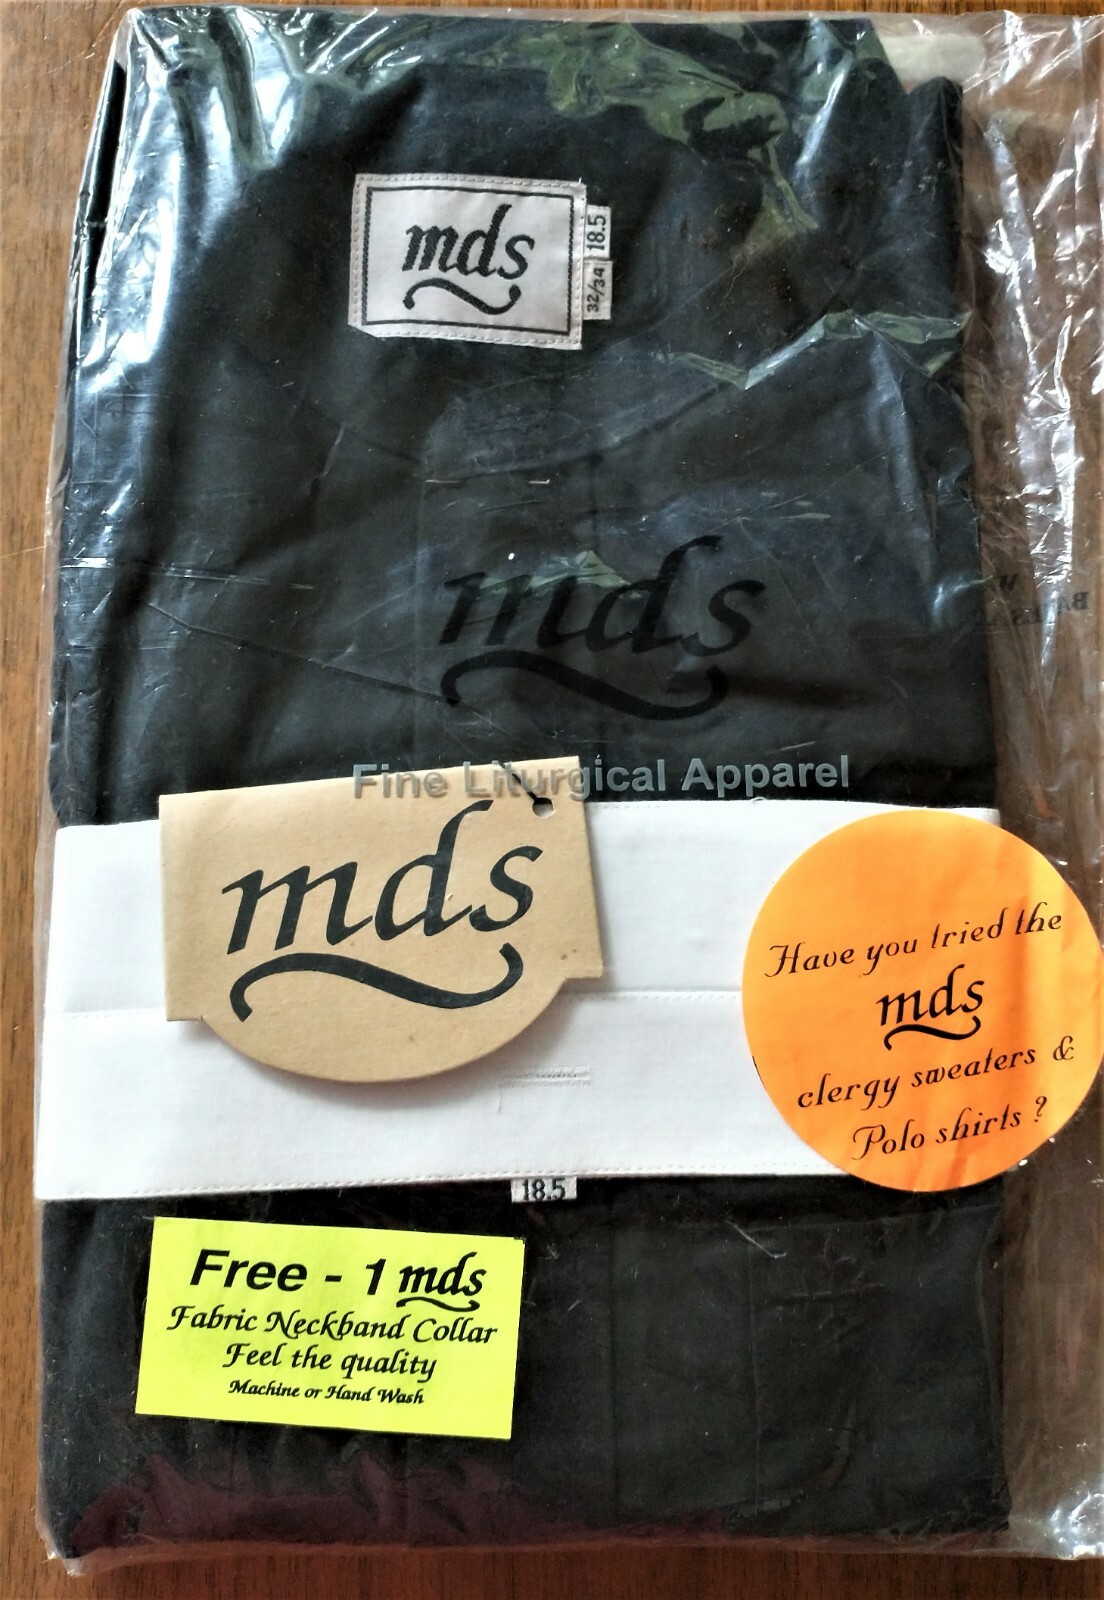 mds
18.5
32/34
mds
Fine Liturgical Apparel
mds
Have you tried the
mds
clergy sweaters &
Polo shirts ?
18.5
Free - 1 mds
Fabric Neckband Collar
Feel the quality
Machine or Hand Wash